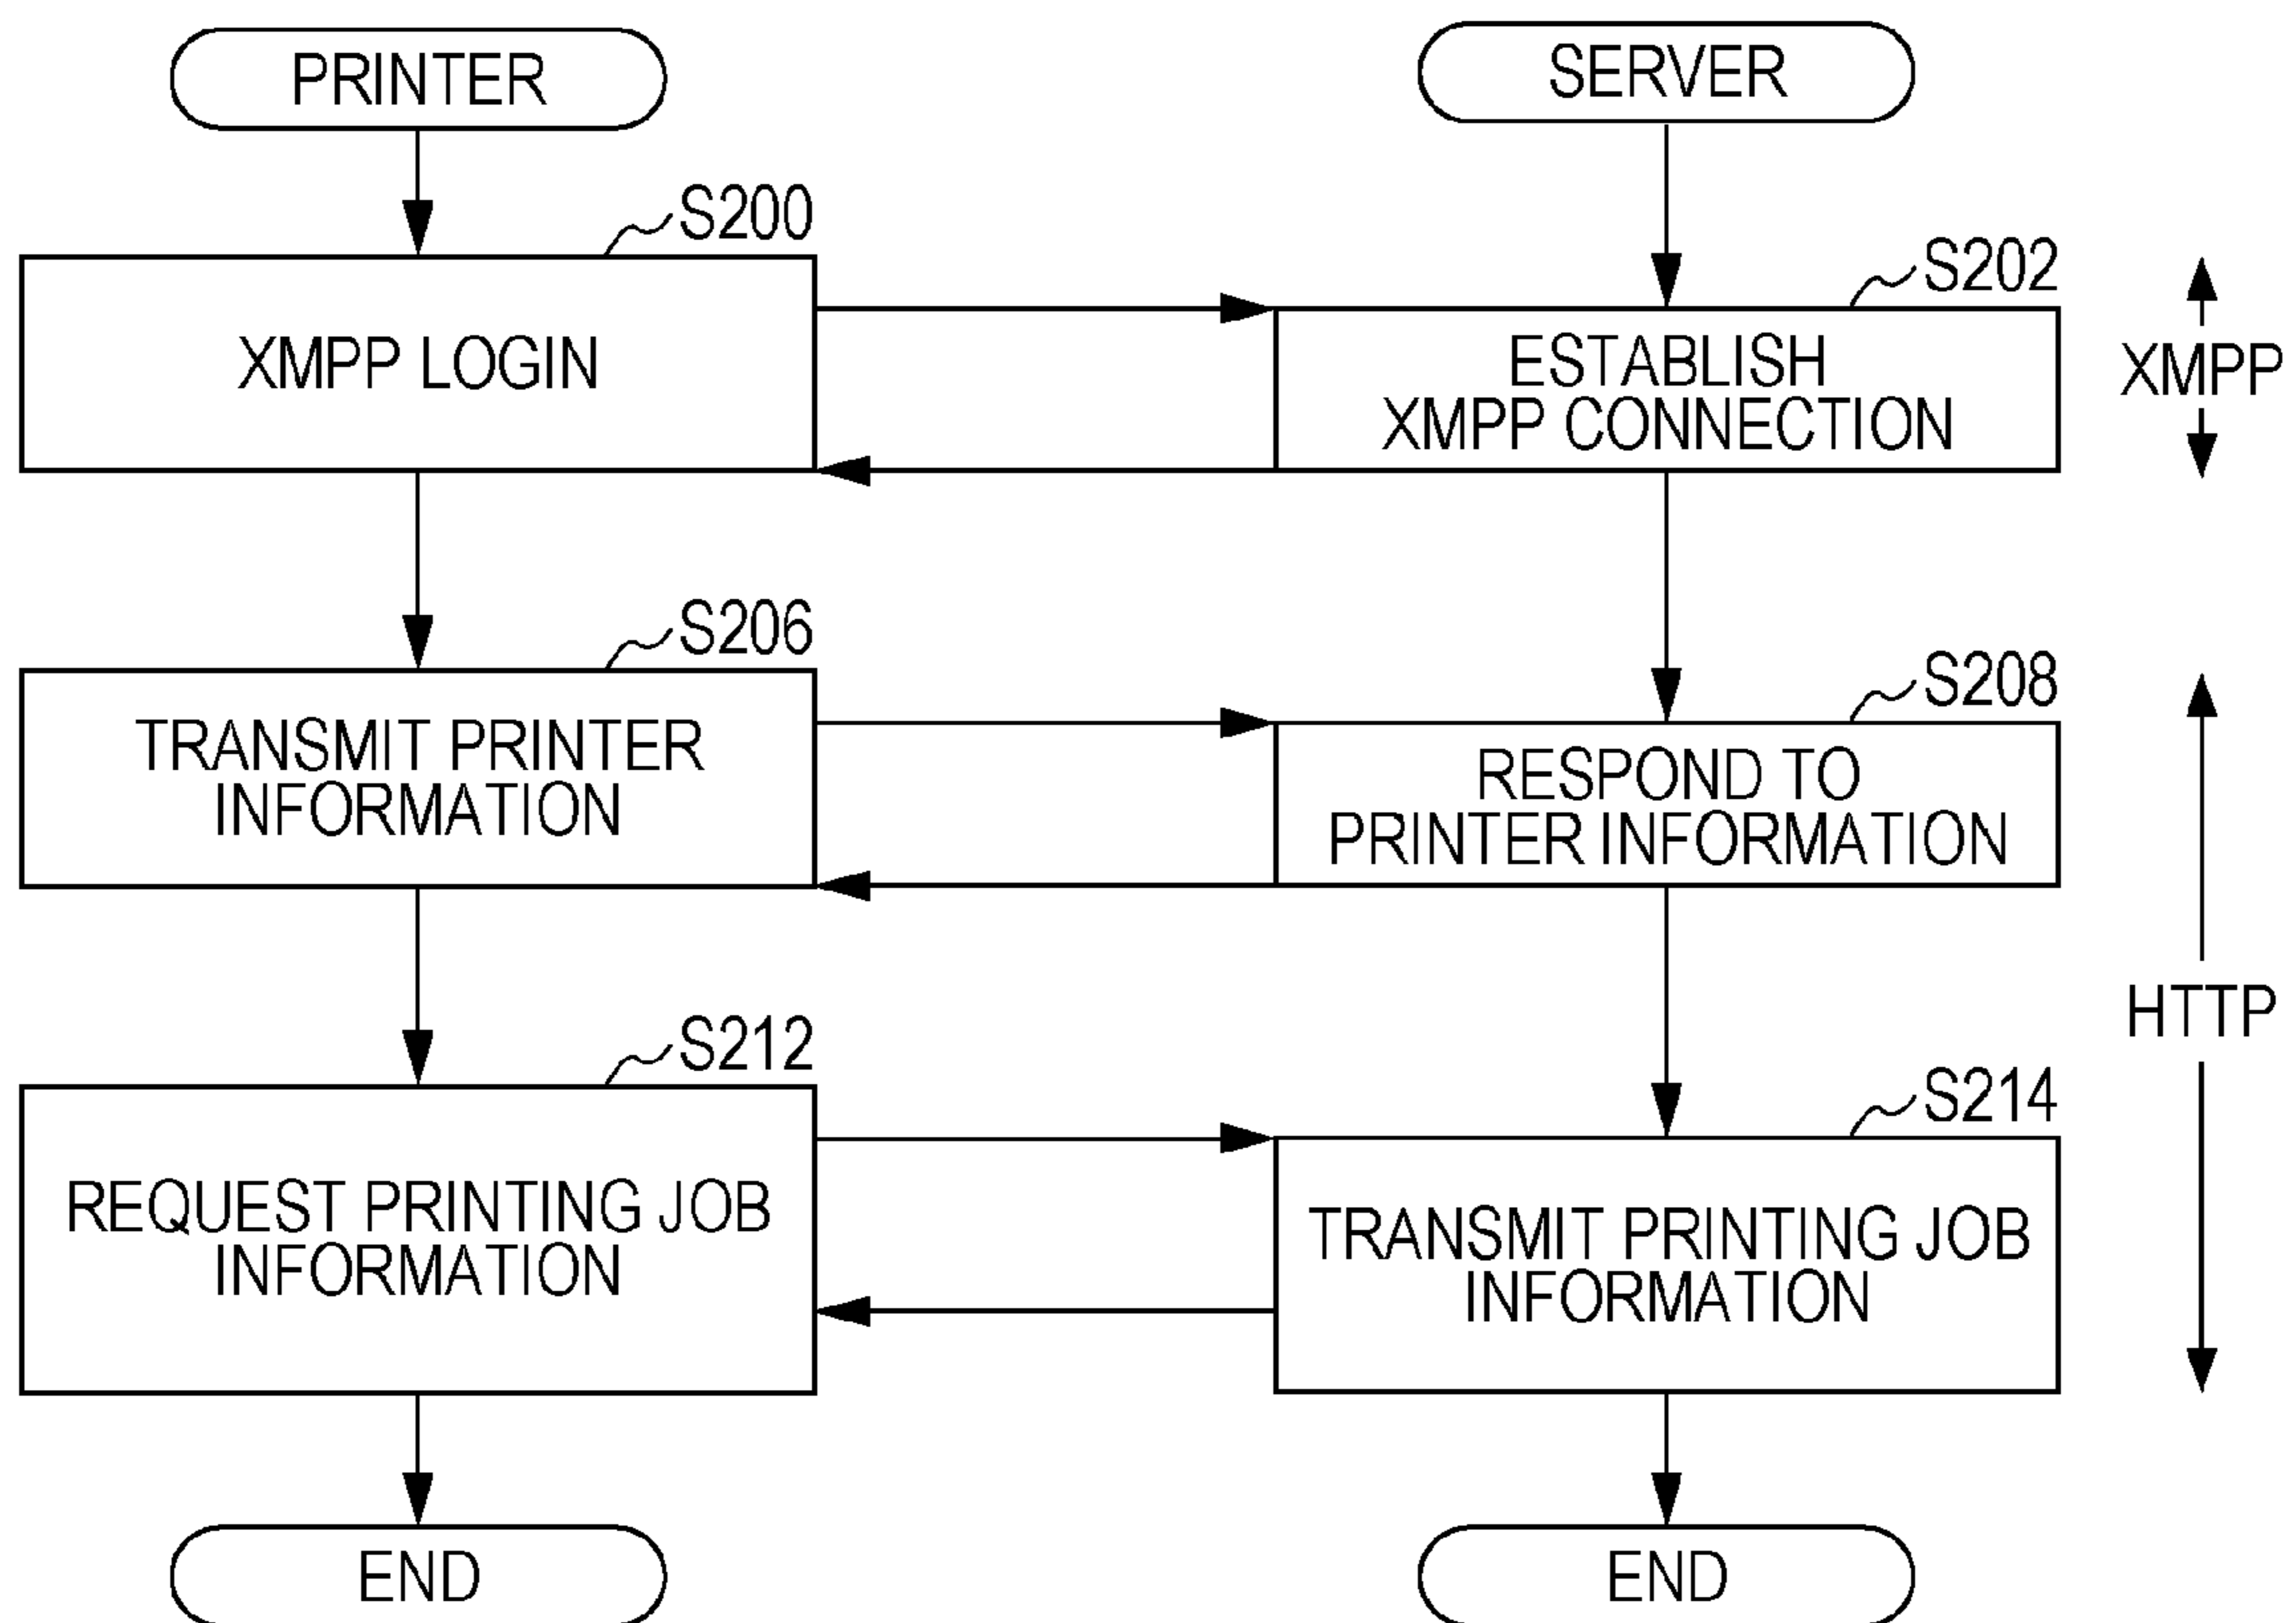 PRINTER
SERVER
S200
S202
XMPP LOGIN
ESTABLISH
XMPP CONNECTION
XMPP
S206
S208
TRANSMIT PRINTER
INFORMATION
RESPOND TO
PRINTER INFORMATION
HTTP
S212
S214
REQUEST PRINTING JOB
INFORMATION
TRANSMIT PRINTING JOB
INFORMATION
END
END